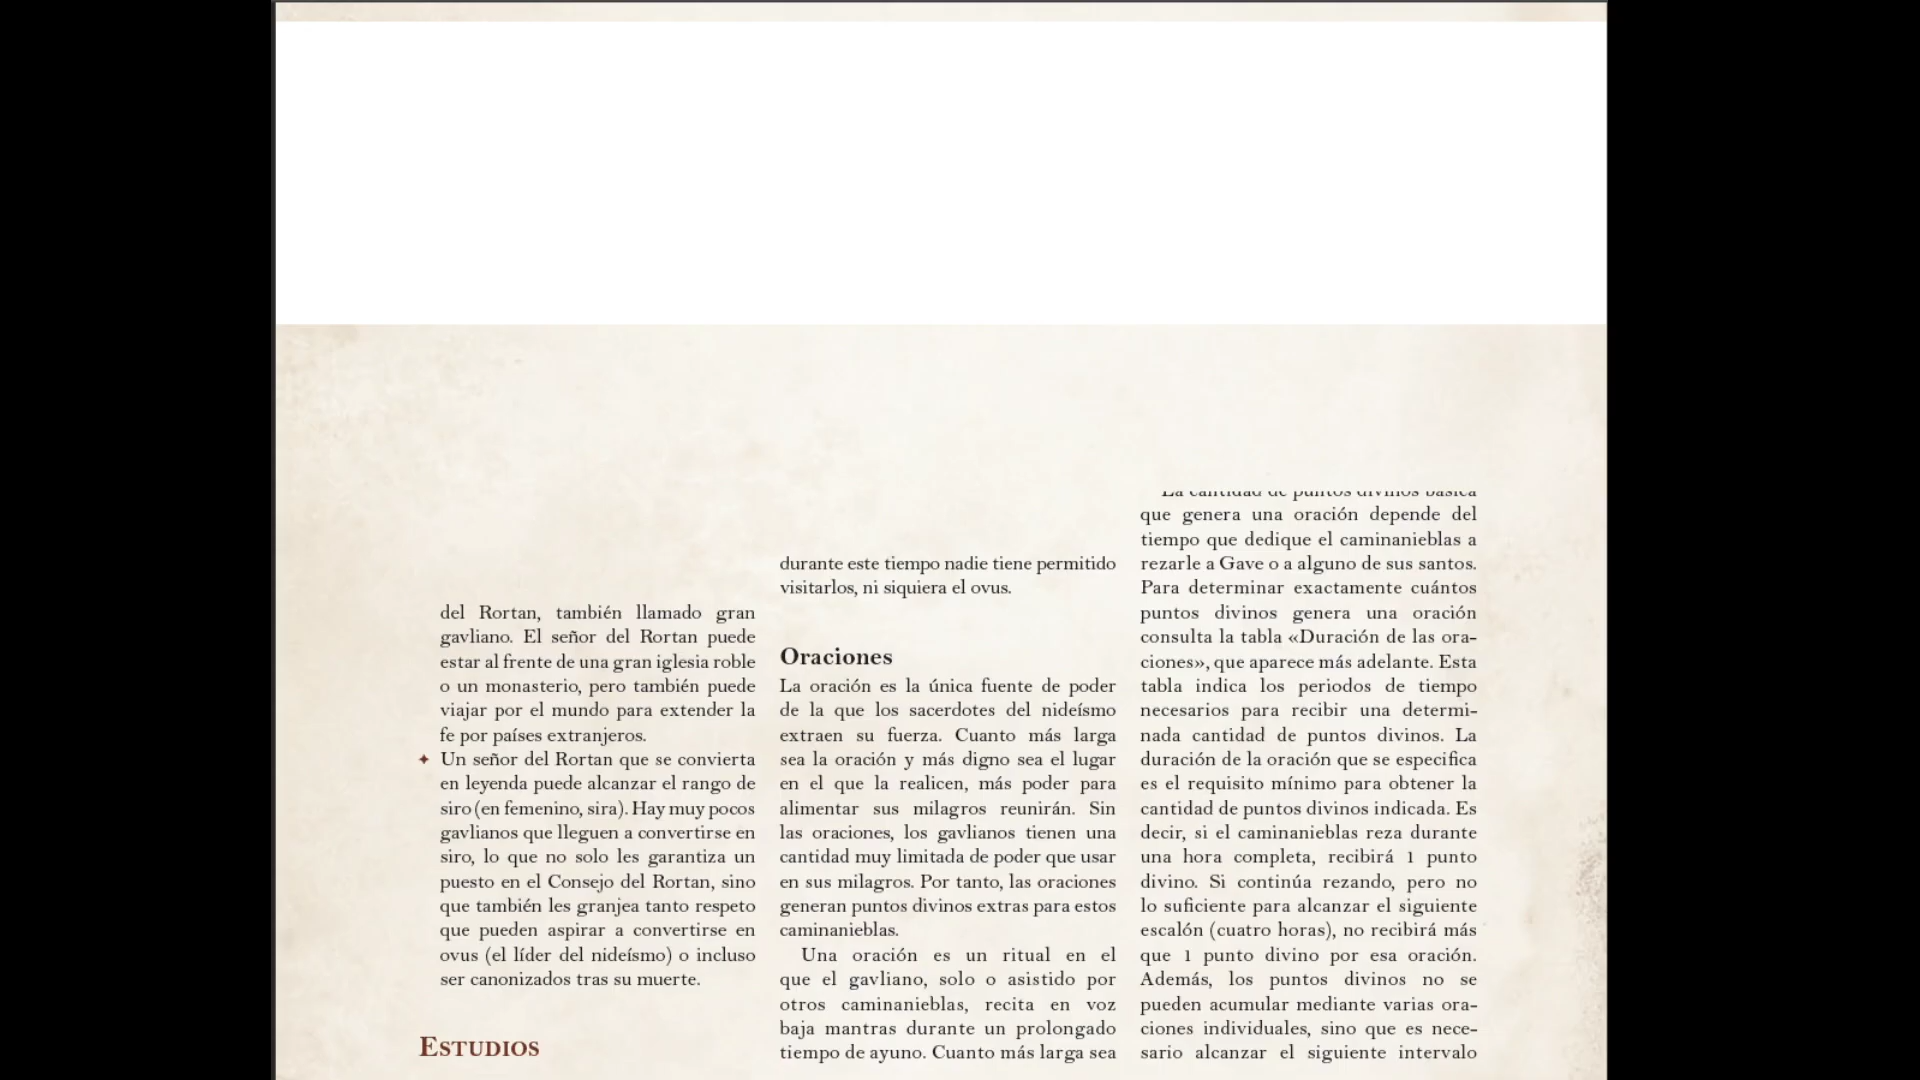 del Rortan, también llamado gran
gavliano. El señor del Rortan puede
estar al frente de una gran iglesia roble
o un monasterio, pero también puede
viajar por el mundo para extender la
fe por países extranjeros.
✦ Un señor del Rortan que se convierta
en leyenda puede alcanzar el rango de
siro (en femenino, sira). Hay muy pocos
gavlianos que lleguen a convertirse en
siro, lo que no solo les garantiza un
puesto en el Consejo del Rortan, sino
que también les granjea tanto respeto
que pueden aspirar a convertirse en
ovus (el líder del nideísmo) o incluso
ser canonizados tras su muerte.
ESTUDIOS
durante este tiempo nadie tiene permitido
visitarlos, ni siquiera el ovus.
Oraciones
La oración es la única fuente de poder
de la que los sacerdotes del nideísmo
extraen su fuerza. Cuanto más larga
sea la oración y más digno sea el lugar
en el que la realicen, más poder para
alimentar sus milagros reunirán. Sin
las oraciones, los gavlianos tienen una
cantidad muy limitada de poder que usar
en sus milagros. Por tanto, las oraciones
generan puntos divinos extras para estos
caminanieblas.
Una oración es un ritual en el
que el gavliano, solo o asistido por
otros caminanieblas, recita en voz
baja mantras durante un prolongado
tiempo de ayuno. Cuanto más larga sea
La cantidad de puntos divinos básica
que genera una oración depende del
tiempo que dedique el caminanieblas a
rezarle a Gave o a alguno de sus santos.
Para determinar exactamente cuántos
puntos divinos genera una oración
consulta la tabla «Duración de las ora-
ciones», que aparece más adelante. Esta
tabla indica los periodos de tiempo
necesarios para recibir una determi-
nada cantidad de puntos divinos. La
duración de la oración que se especifica
es el requisito mínimo para obtener la
cantidad de puntos divinos indicada. Es
decir, si el caminanieblas reza durante
una hora completa, recibirá 1 punto
divino. Si continúa rezando, pero no
lo suficiente para alcanzar el siguiente
escalón (cuatro horas), no recibirá más
que 1 punto divino por esa oración.
Además, los puntos divinos no se
pueden acumular mediante varias ora-
ciones individuales, sino que es nece-
sario alcanzar el siguiente intervalo